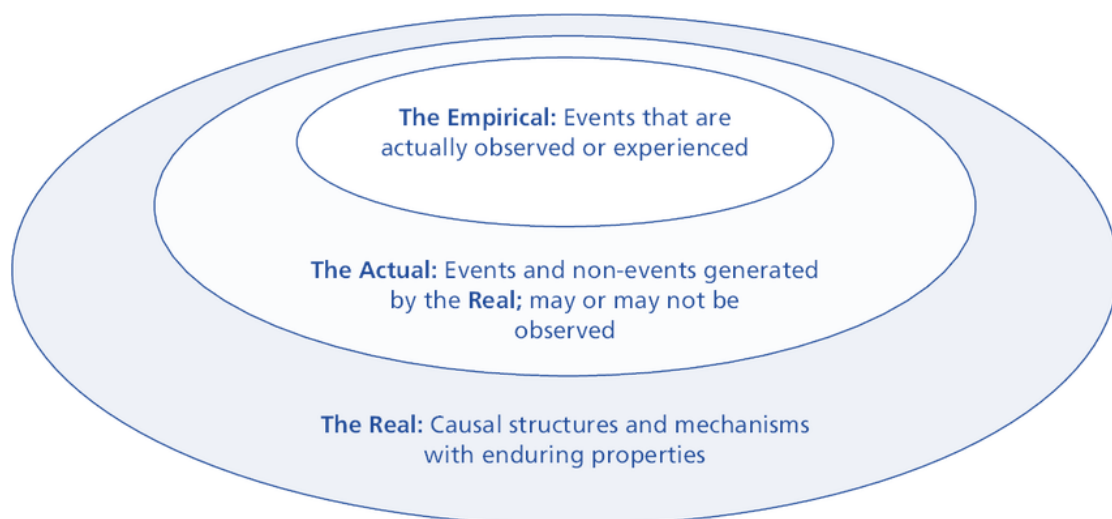 The Empirical: Events that are
actually observed or experienced
The Actual: Events and non-events generated
by the Real; may or may not be
observed
The Real: Causal structures and mechanisms
with enduring properties